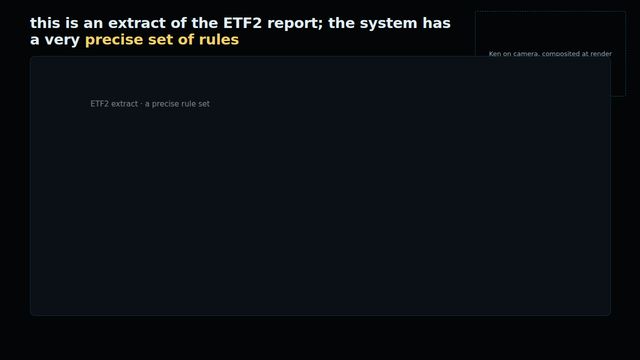 this is an extract of the ETF2 report; the system has
a very precise set of rules
Ken on camera, composited at render
ETF2 extract · a precise rule set